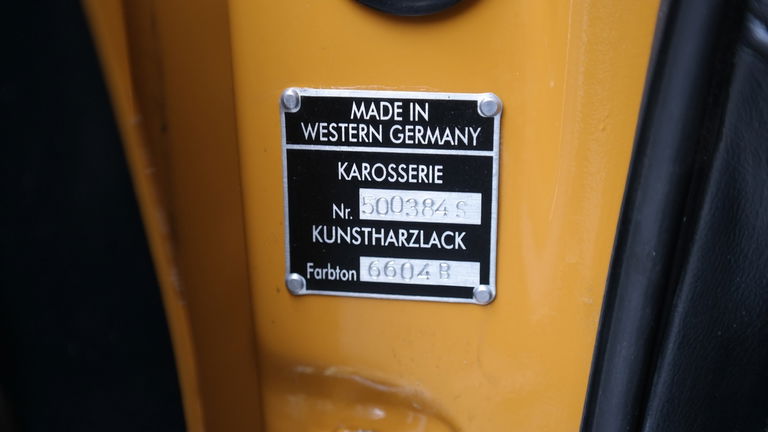 MADE IN
WESTERN GERMANY
KAROSSERIE
Nr. 500384 S
KUNSTHARZLACK
Farbton 6604 B